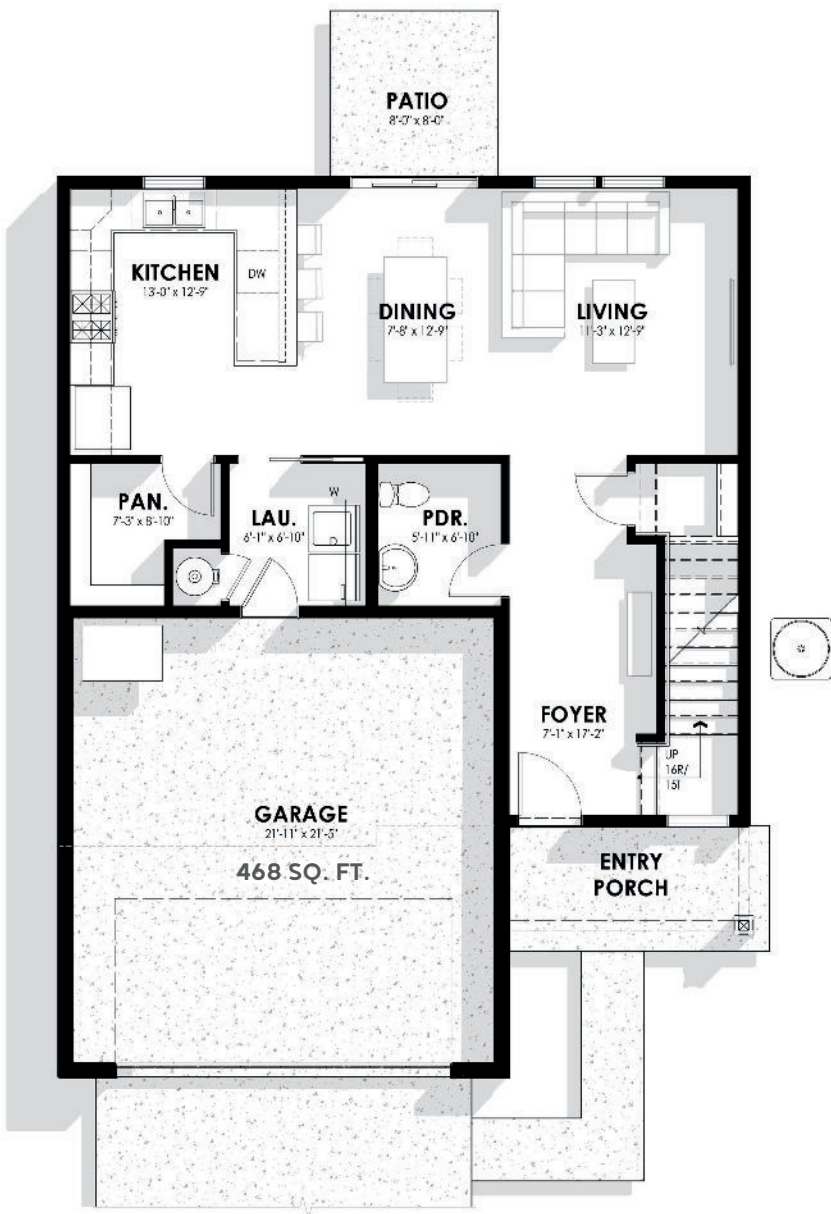 PATIO
8'-0" x 8'-0"
KITCHEN
13'-0" x 12'-9"
DW
DINING
7'-8" x 12'-9"
LIVING
11'-3" x 12'-9"
PAN.
7'-3" x 8'-10"
LAU.
6'-1" x 6'-10"
W
PDR.
5'-11" x 6'-10"
FOYER
7'-1" x 17'-2"
UP
16R/
15T
GARAGE
21'-11" x 21'-5"
468 SQ. FT.
ENTRY
PORCH